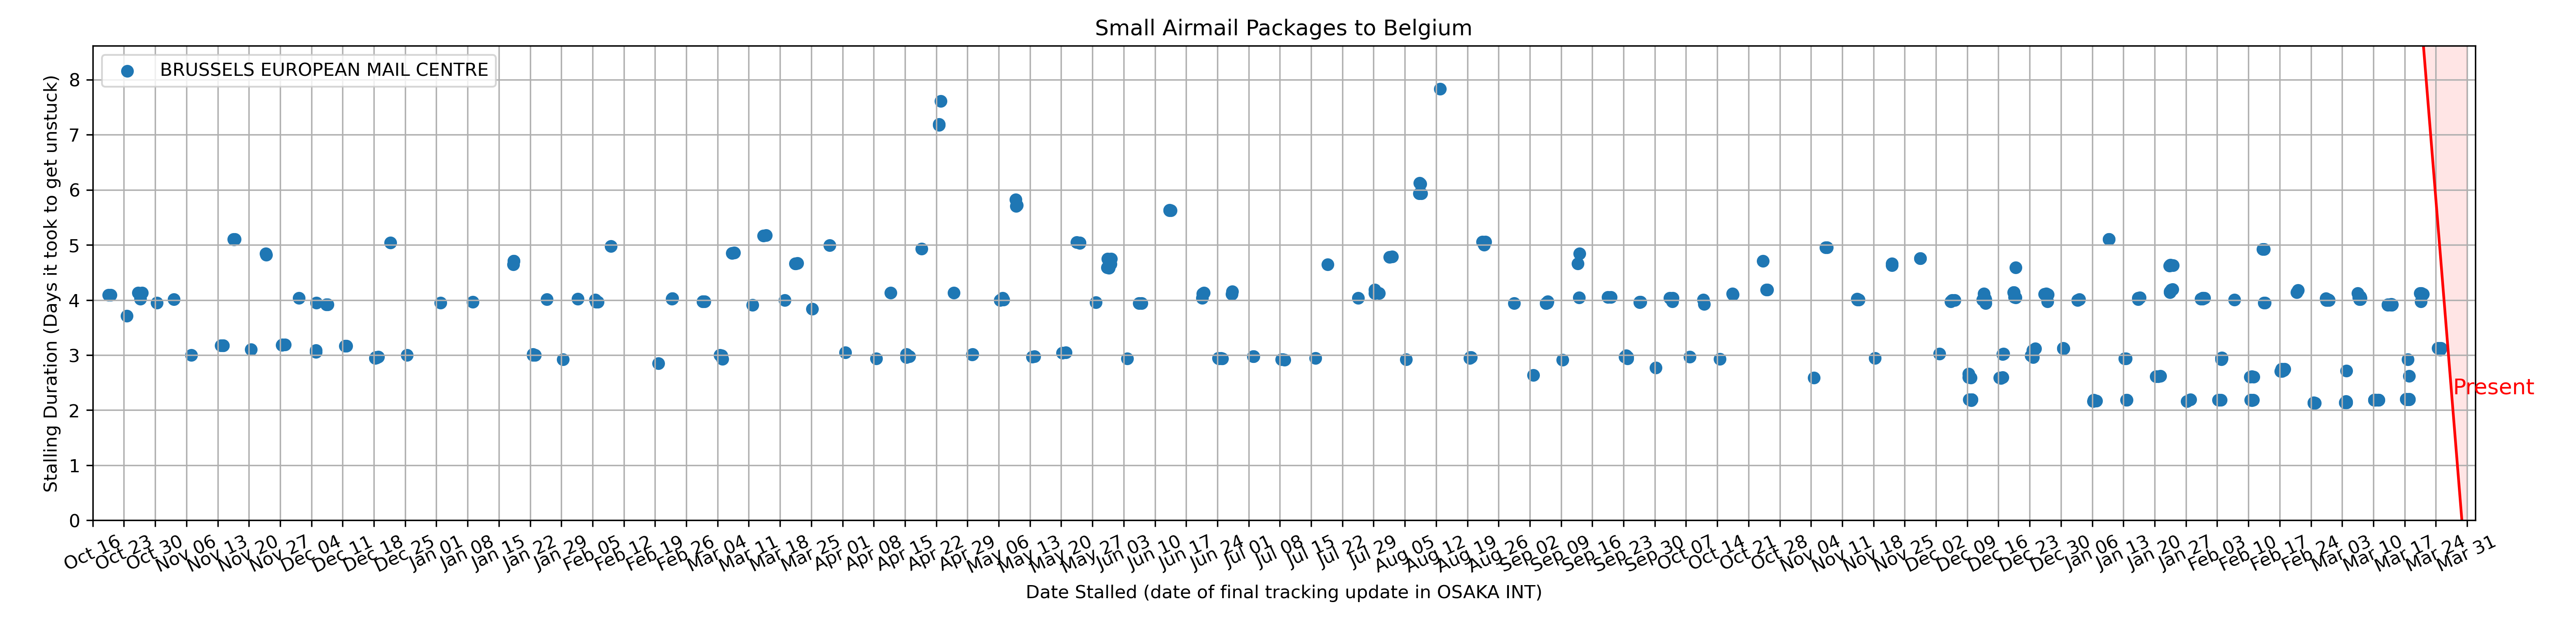 Small Airmail Packages to Belgium
BRUSSELS EUROPEAN MAIL CENTRE
Stalling Duration (Days it took to get unstuck)
8
7
6
5
4
3
2
1
0
Present
Oct 16
Oct 23
Oct 30
Nov 06
Nov 13
Nov 20
Nov 27
Dec 04
Dec 11
Dec 18
Dec 25
Jan 01
Jan 08
Jan 15
Jan 22
Jan 29
Feb 05
Feb 12
Feb 19
Feb 26
Mar 04
Mar 11
Mar 18
Mar 25
Apr 01
Apr 08
Apr 15
Apr 22
Apr 29
May 06
May 13
May 20
May 27
Jun 03
Jun 10
Jun 17
Jun 24
Jul 01
Jul 08
Jul 15
Jul 22
Jul 29
Aug 05
Aug 12
Aug 19
Aug 26
Sep 02
Sep 09
Sep 16
Sep 23
Sep 30
Oct 07
Oct 14
Oct 21
Oct 28
Nov 04
Nov 11
Nov 18
Nov 25
Dec 02
Dec 09
Dec 16
Dec 23
Dec 30
Jan 06
Jan 13
Jan 20
Jan 27
Feb 03
Feb 10
Feb 17
Feb 24
Mar 03
Mar 10
Mar 17
Mar 24
Mar 31
Date Stalled (date of final tracking update in OSAKA INT)